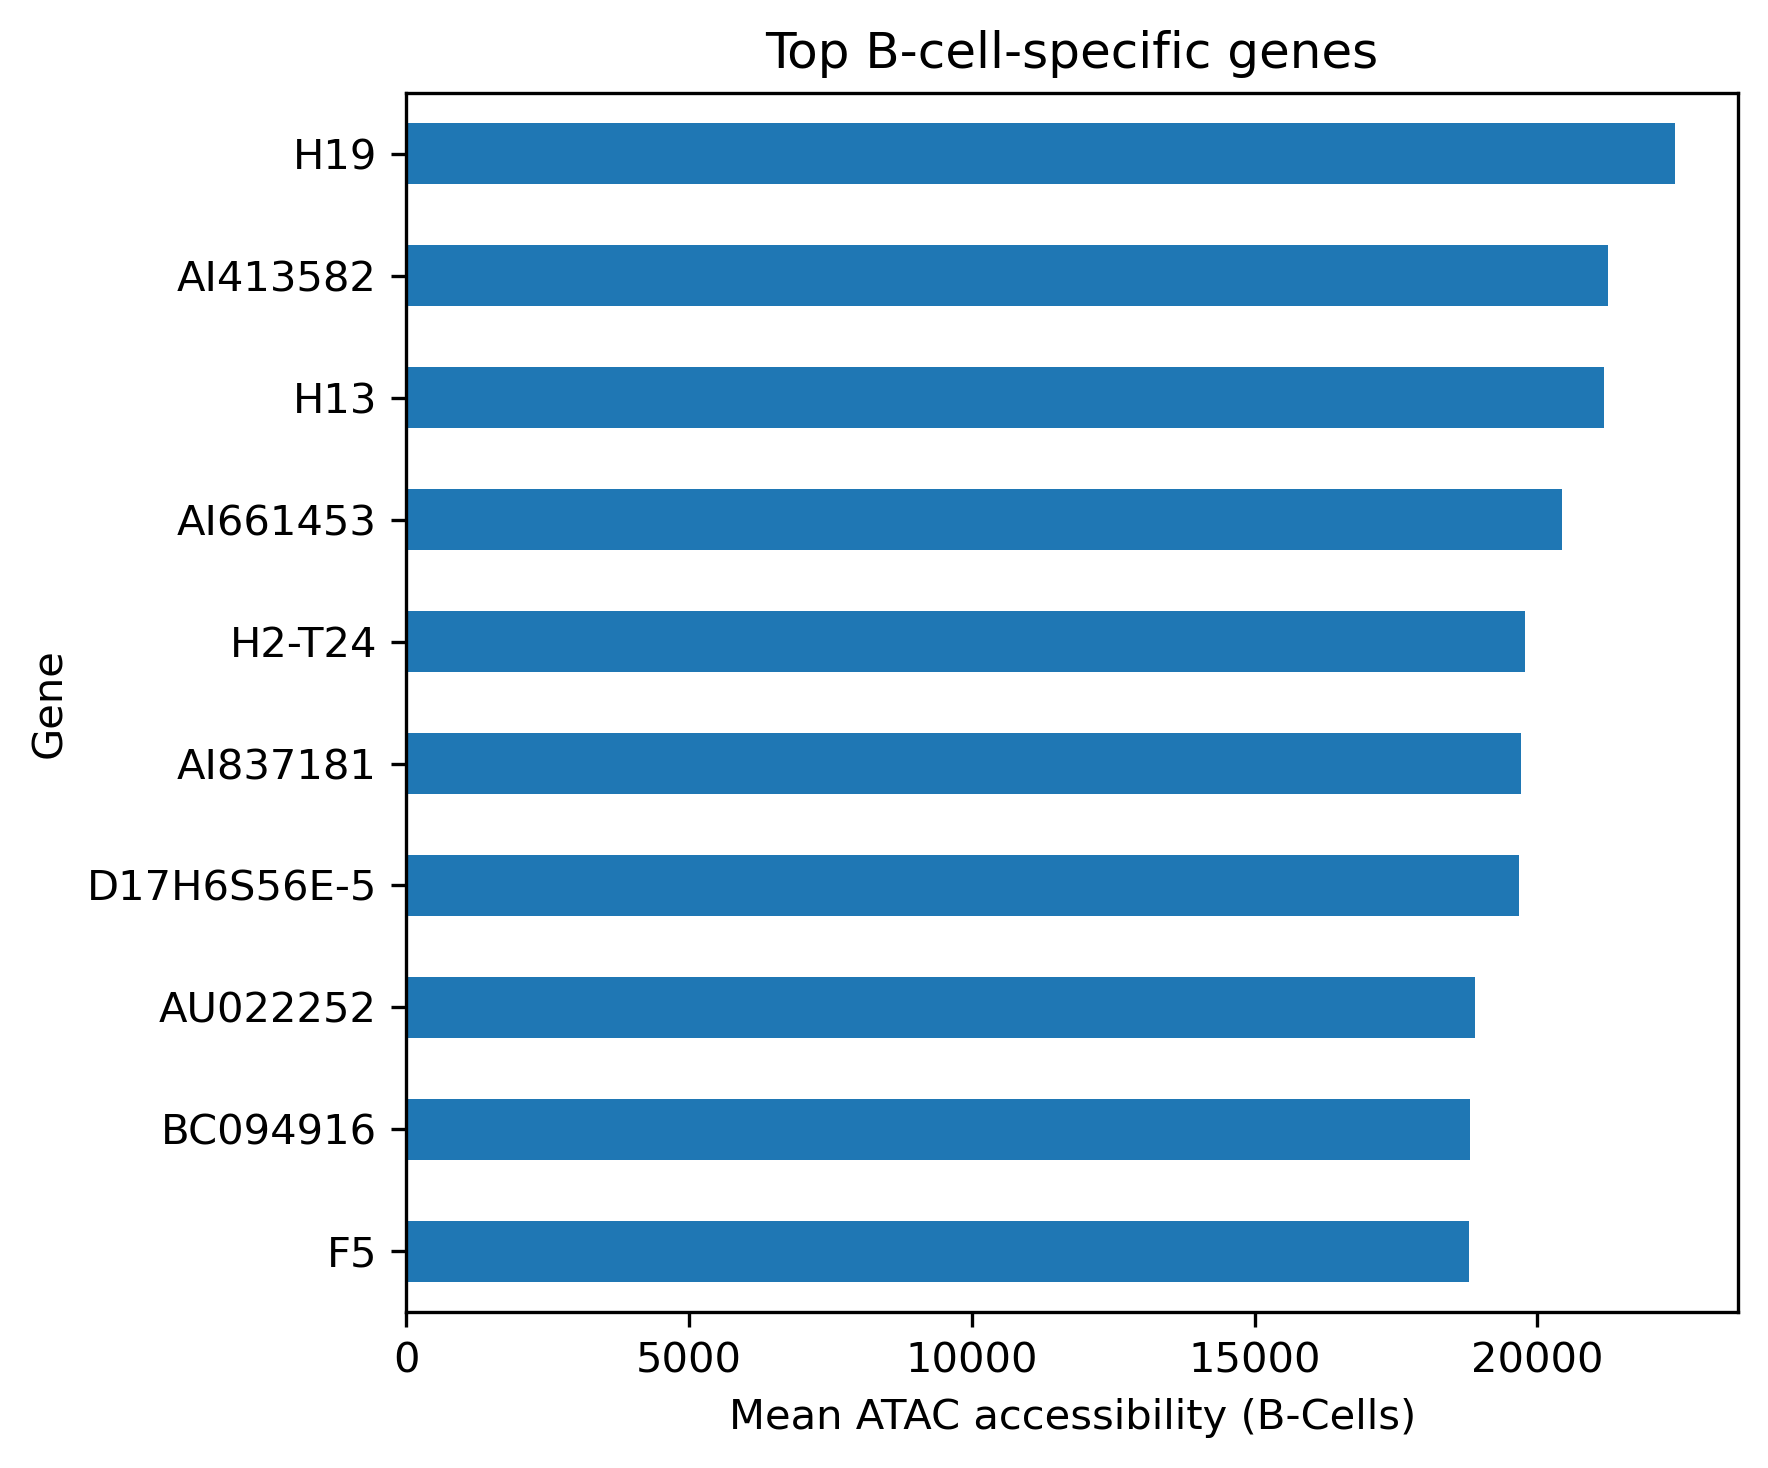 Top B-cell-specific genes
H19
AI413582
H13
AI661453
H2-T24
AI837181
D17H6S56E-5
AU022252
BC094916
F5
Gene
0 5000 10000 15000 20000
Mean ATAC accessibility (B-Cells)